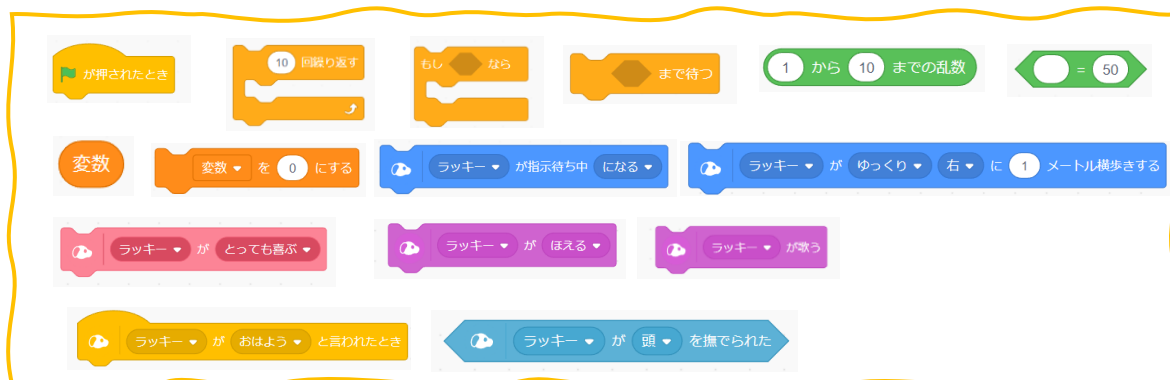 が押されたとき
10 回繰り返す
もし なら
まで待つ
1 から 10 までの乱数
= 50
変数
変数 を 0 にする
ラッキー が指示待ち中 になる
ラッキー が ゆっくり 右 に 1 メートル横歩きする
ラッキー が とっても喜ぶ
ラッキー が ほえる
ラッキー が歌う
ラッキー が おはよう と言われたとき
ラッキー が 頭 を撫でられた